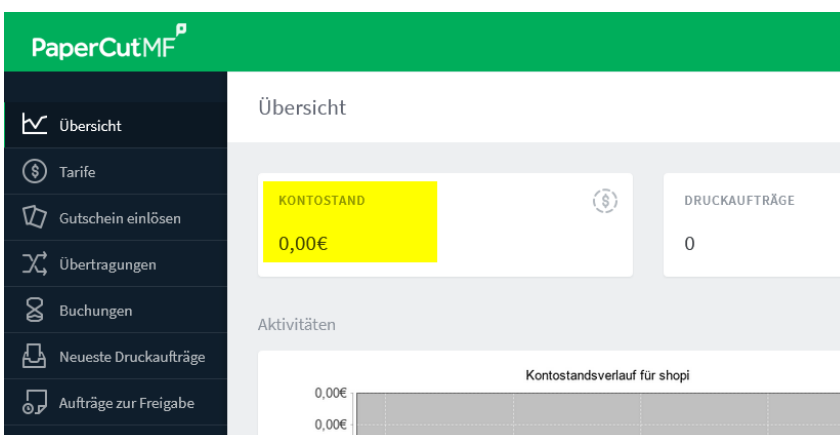 PaperCutMF
Übersicht
Tarife
Gutschein einlösen
Übertragungen
Buchungen
Neueste Druckaufträge
Aufträge zur Freigabe
Übersicht
KONTOSTAND
0,00€
DRUCKAUFTRÄGE
0
Aktivitäten
Kontostandsverlauf für shopi
0,00€
0,00€